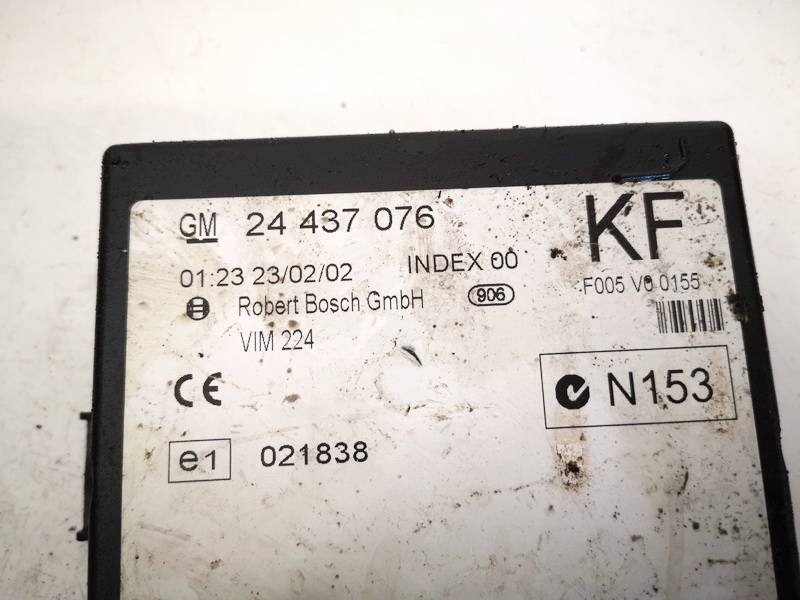 GM 24 437 076 KF
01:23 23/02/02 INDEX 00
F005 V0 0155
Robert Bosch GmbH 906
VIM 224
CE N153
e1 021838